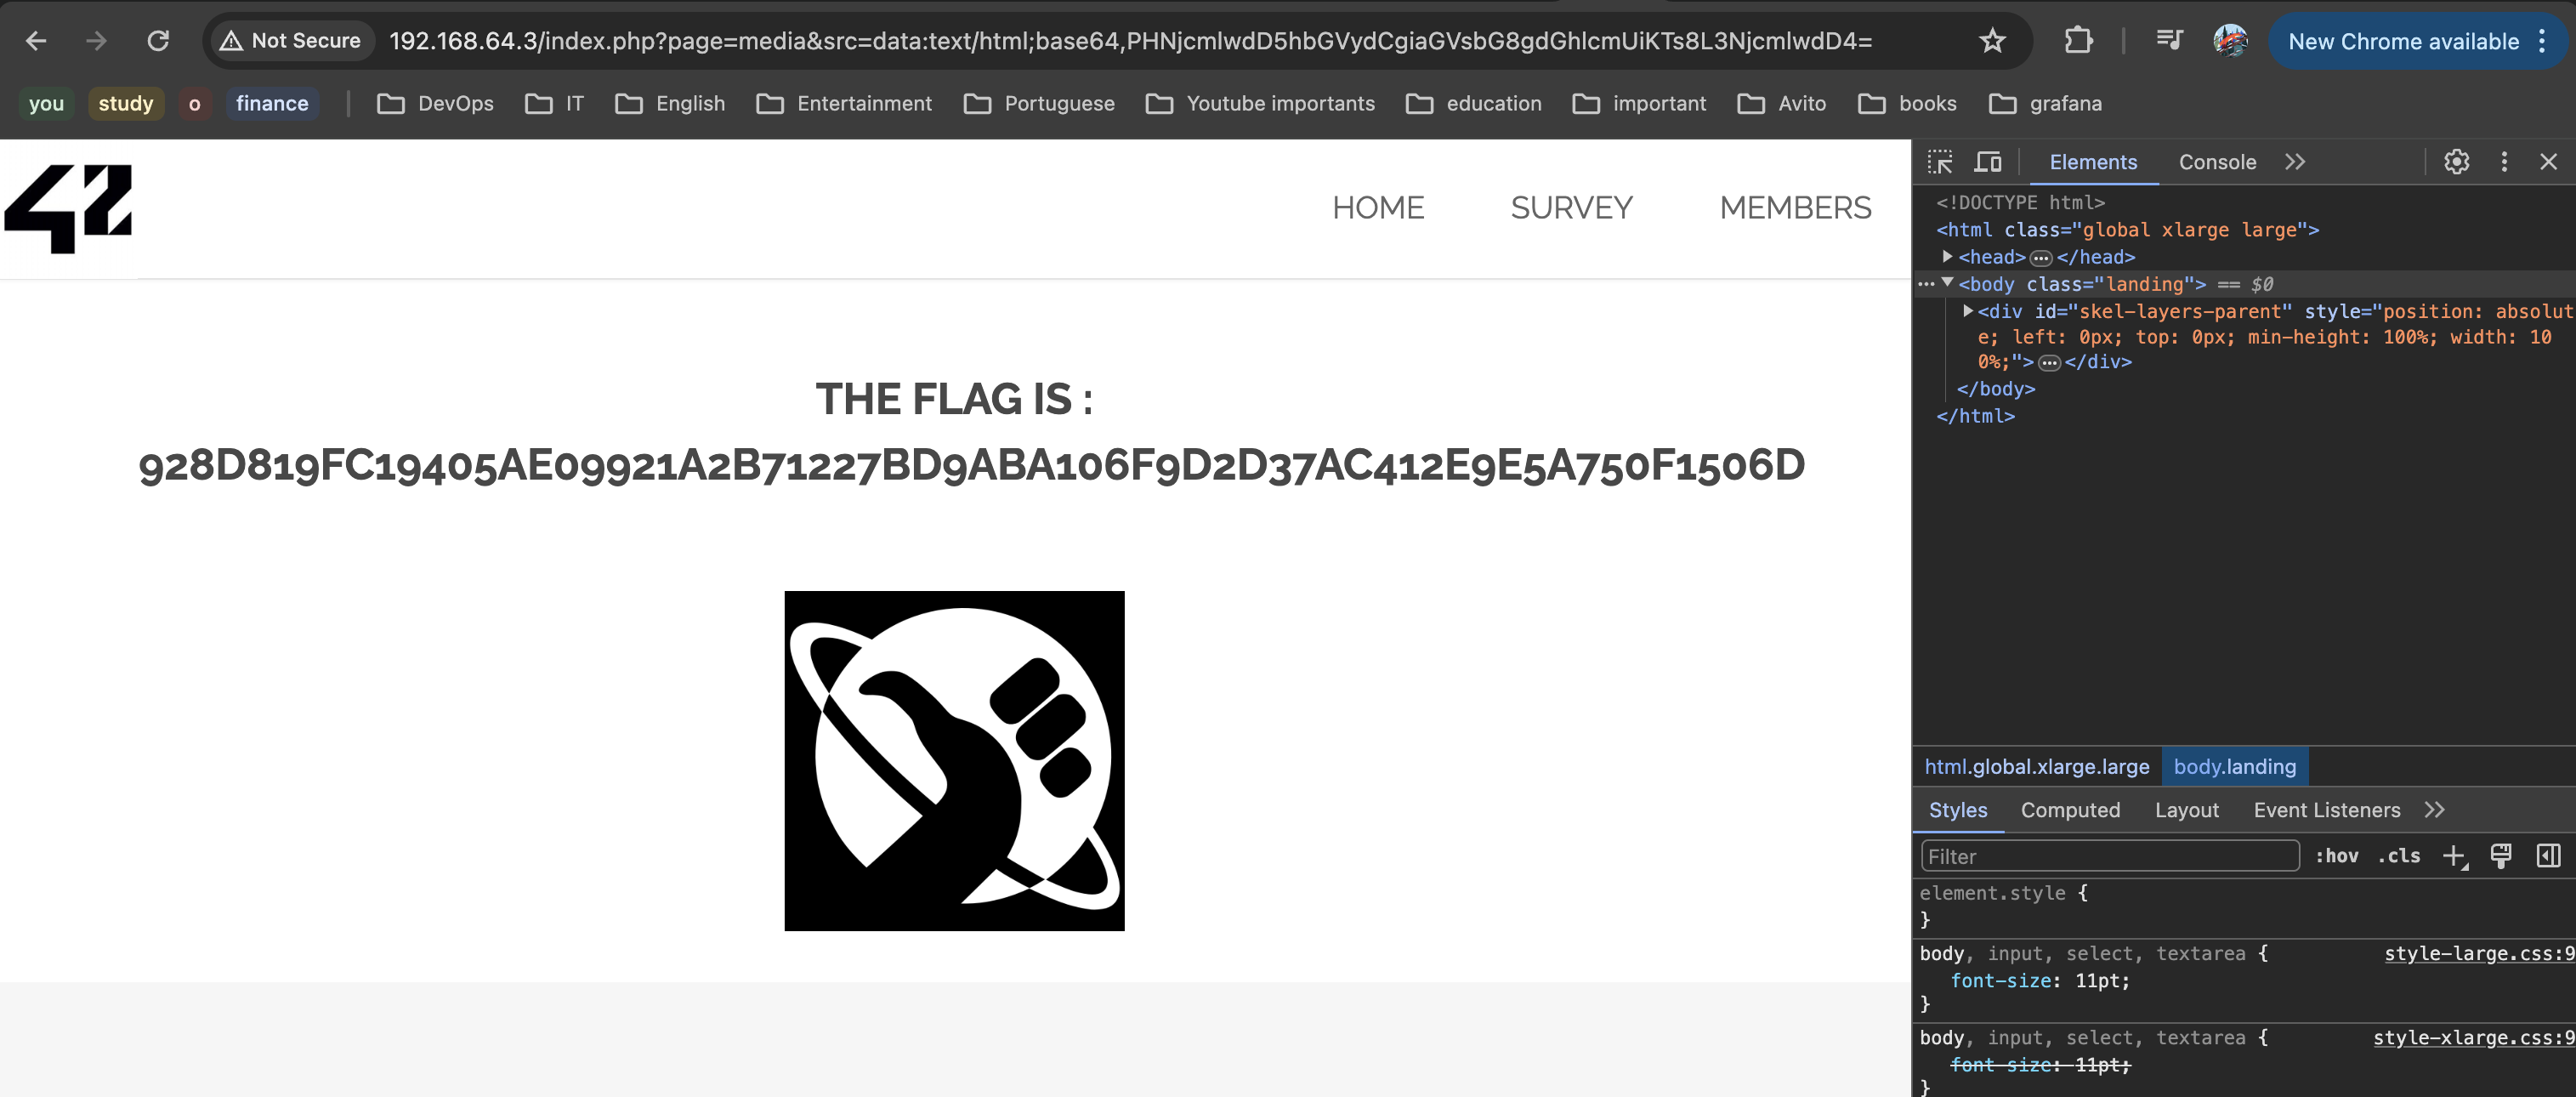 Not Secure 192.168.64.3/index.php?page=media&src=data:text/html;base64,PHNjcmlwdD5hbGVydCgiaGVsbG8gdGhlcmUiKTs8L3NjcmlwdD4= New Chrome available
you study o finance DevOps IT English Entertainment Portuguese Youtube importants education important Avito books grafana
42
HOME SURVEY MEMBERS
THE FLAG IS :
928D819FC19405AE09921A2B71227BD9ABA106F9D2D37AC412E9E5A750F1506D
Elements Console
<!DOCTYPE html>
<html class="global xlarge large">
<head> </head>
<body class="landing"> == $0
<div id="skel-layers-parent" style="position: absolut
e; left: 0px; top: 0px; min-height: 100%; width: 10
0%;"> </div>
</body>
</html>
html.global.xlarge.large body.landing
Styles Computed Layout Event Listeners
Filter :hov .cls
element.style {
}
body, input, select, textarea { style-large.css:9
font-size: 11pt;
}
body, input, select, textarea { style-xlarge.css:9
font-size: 11pt;
}